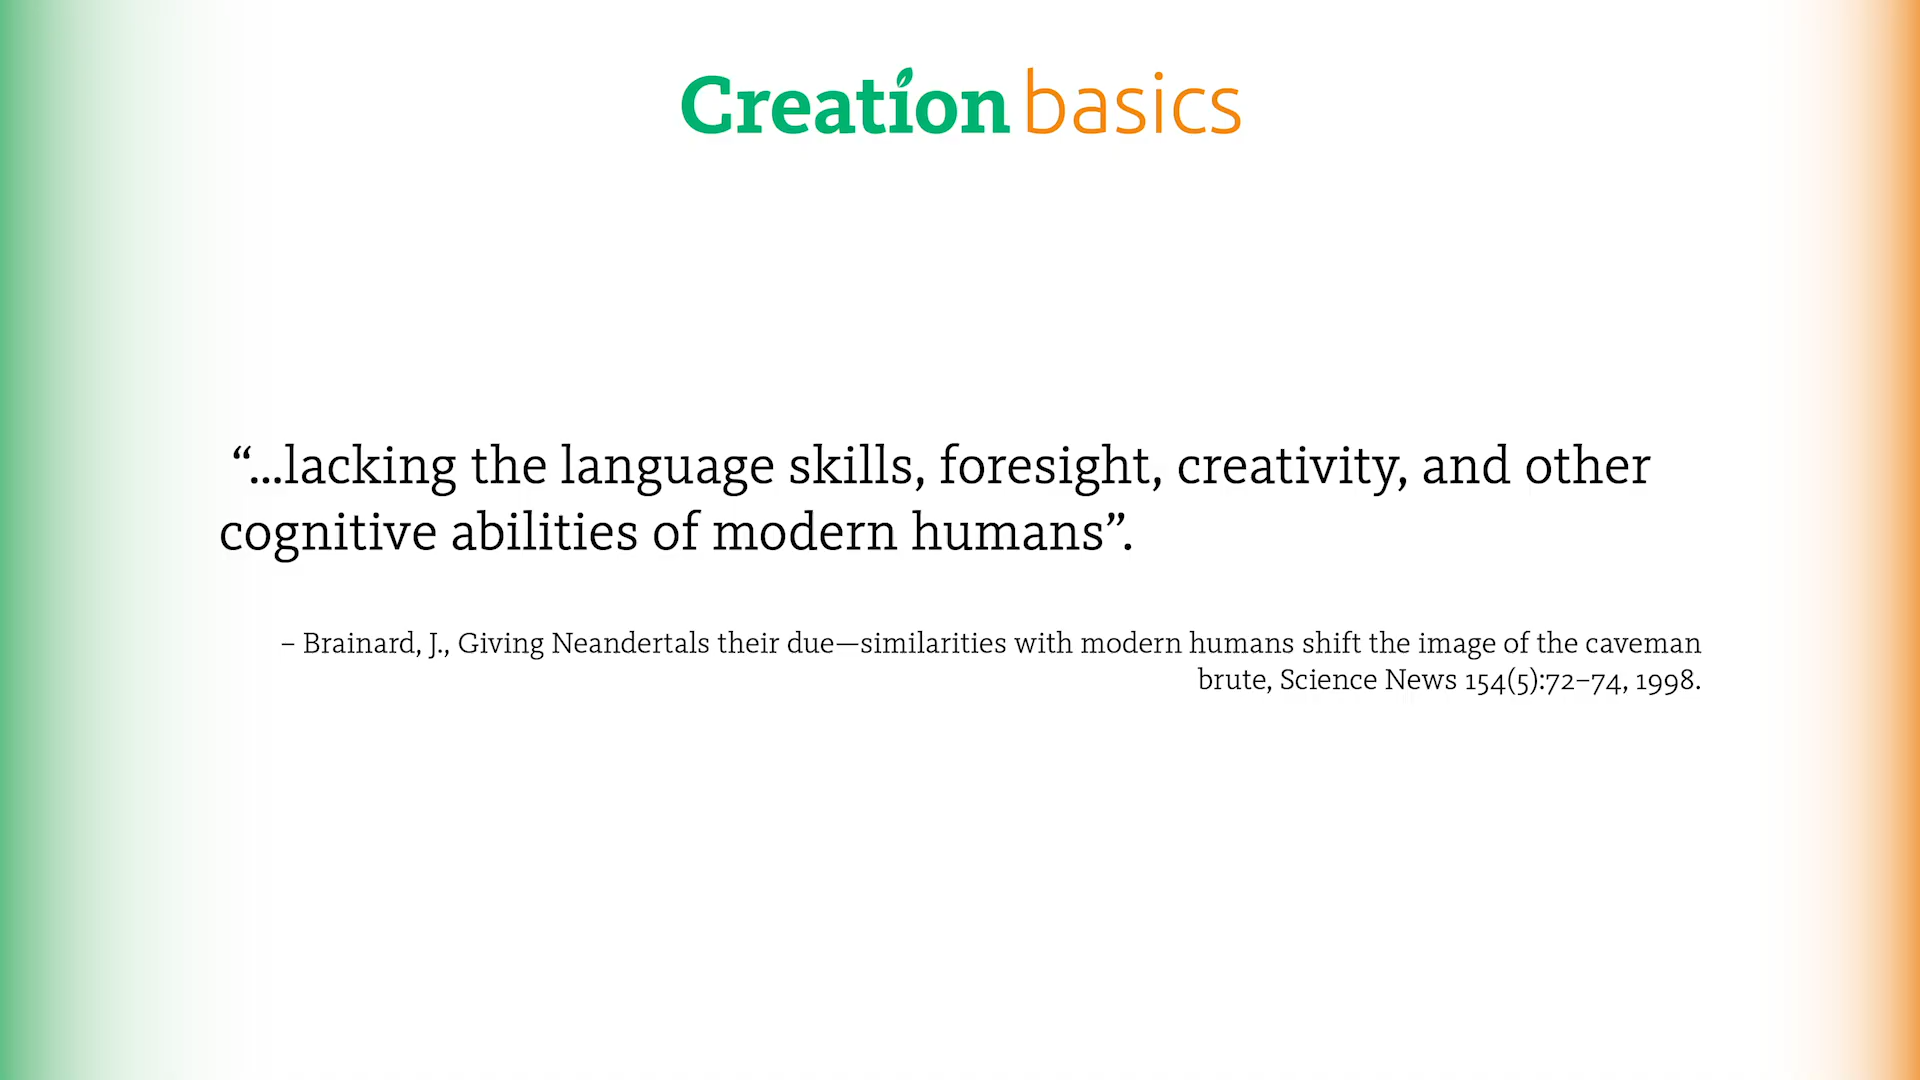 Creation basics
“...lacking the language skills, foresight, creativity, and other
cognitive abilities of modern humans”.
– Brainard, J., Giving Neandertals their due—similarities with modern humans shift the image of the caveman
brute, Science News 154(5):72–74, 1998.